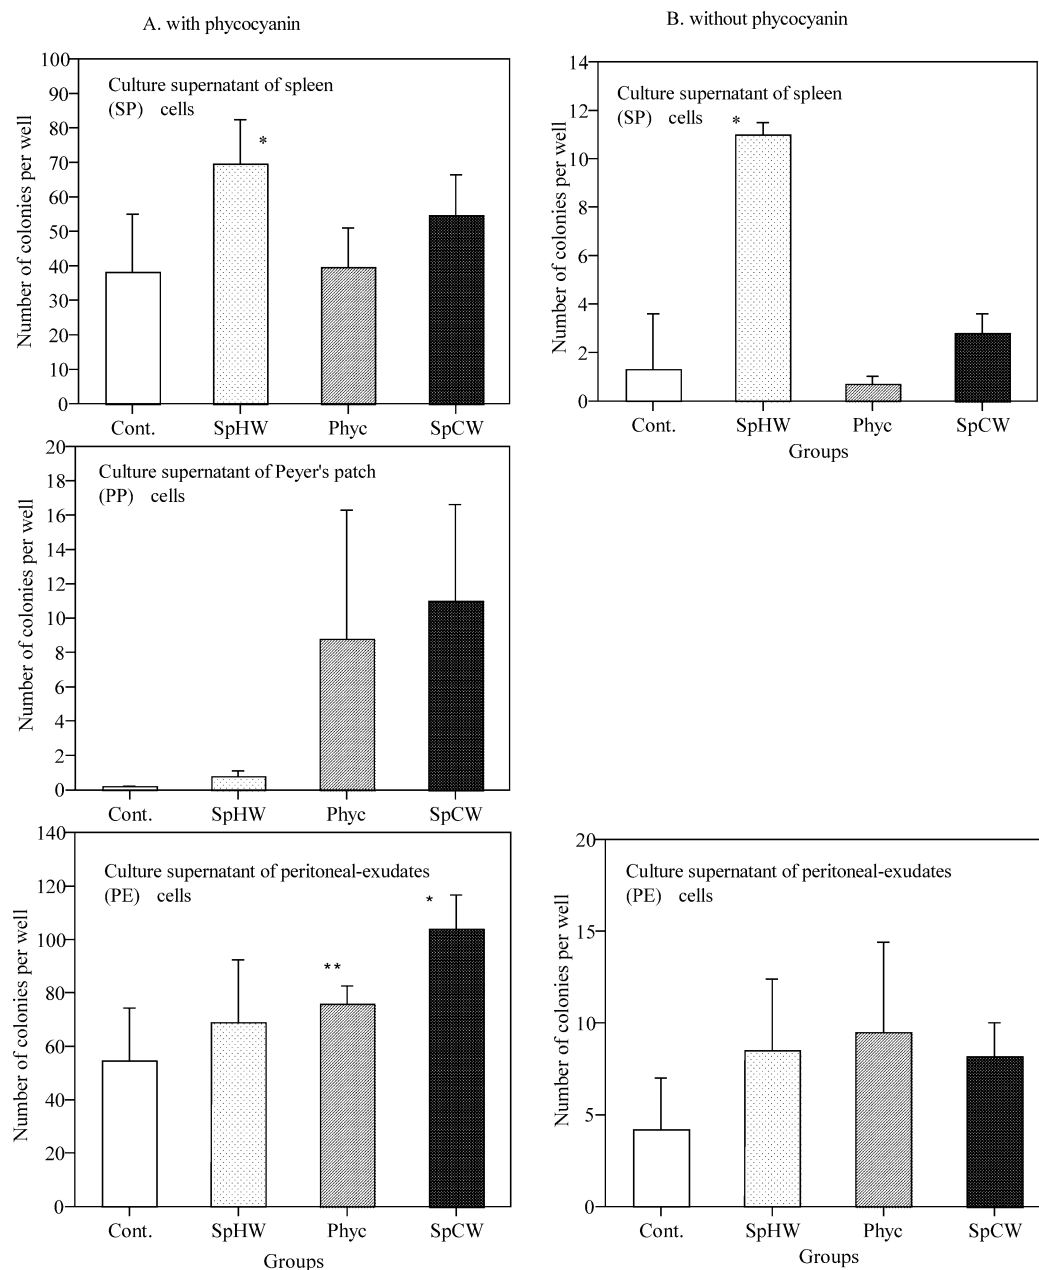 A. with phycocyanin
Number of colonies per well
100
90
80
70
60
50
40
30
20
10
0
Culture supernatant of spleen
(SP) cells
*
Cont. SpHW Phyc SpCW
Number of colonies per well
20
18
16
14
12
10
8
6
4
2
0
Culture supernatant of Peyer's patch
(PP) cells
Cont. SpHW Phyc SpCW
Number of colonies per well
140
120
100
80
60
40
20
0
Culture supernatant of peritoneal-exudates
(PE) cells
*
**
Cont. SpHW Phyc SpCW
Groups
B. without phycocyanin
Number of colonies per well
14
12
10
8
6
4
2
0
Culture supernatant of spleen
(SP) cells *
Cont. SpHW Phyc SpCW
Groups
Number of colonies per well
20
15
10
5
0
Culture supernatant of peritoneal-exudates
(PE) cells
Cont. SpHW Phyc SpCW
Groups